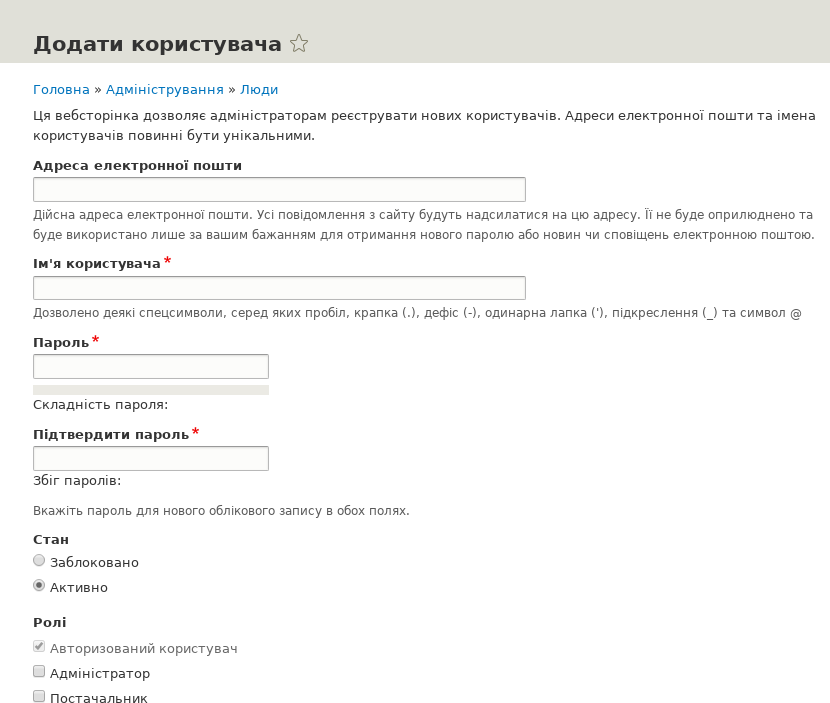 Додати користувача
Головна » Адміністрування » Люди
Ця вебсторінка дозволяє адміністраторам реєструвати нових користувачів. Адреси електронної пошти та імена
користувачів повинні бути унікальними.
Адреса електронної пошти
Дійсна адреса електронної пошти. Усі повідомлення з сайту будуть надсилатися на цю адресу. Її не буде оприлюднено та
буде використано лише за вашим бажанням для отримання нового паролю або новин чи сповіщень електронною поштою.
Ім'я користувача *
Дозволено деякі спецсимволи, серед яких пробіл, крапка (.), дефіс (-), одинарна лапка ('), підкреслення (_) та символ @
Пароль *
Складність пароля:
Підтвердити пароль *
Збіг паролів:
Вкажіть пароль для нового облікового запису в обох полях.
Стан
Заблоковано
Активно
Ролі
Авторизований користувач
Адміністратор
Постачальник